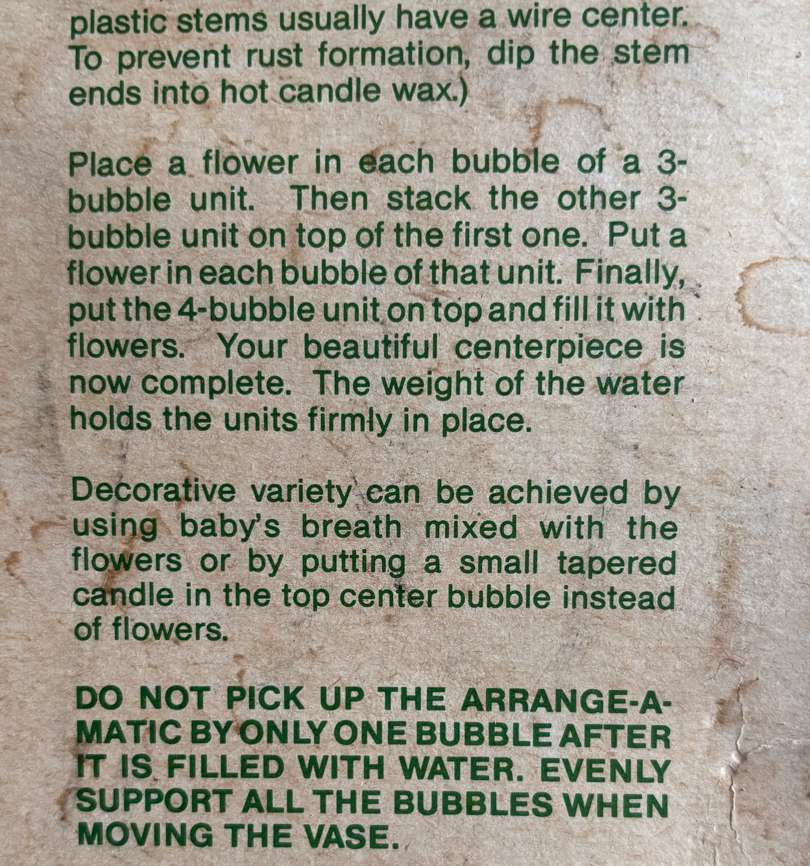 plastic stems usually have a wire center.
To prevent rust formation, dip the stem
ends into hot candle wax.)
Place a flower in each bubble of a 3-
bubble unit. Then stack the other 3-
bubble unit on top of the first one. Put a
flower in each bubble of that unit. Finally,
put the 4-bubble unit on top and fill it with
flowers. Your beautiful centerpiece is
now complete. The weight of the water
holds the units firmly in place.
Decorative variety can be achieved by
using baby's breath mixed with the
flowers or by putting a small tapered
candle in the top center bubble instead
of flowers.
DO NOT PICK UP THE ARRANGE-A-
MATIC BY ONLY ONE BUBBLE AFTER
IT IS FILLED WITH WATER. EVENLY
SUPPORT ALL THE BUBBLES WHEN
MOVING THE VASE.